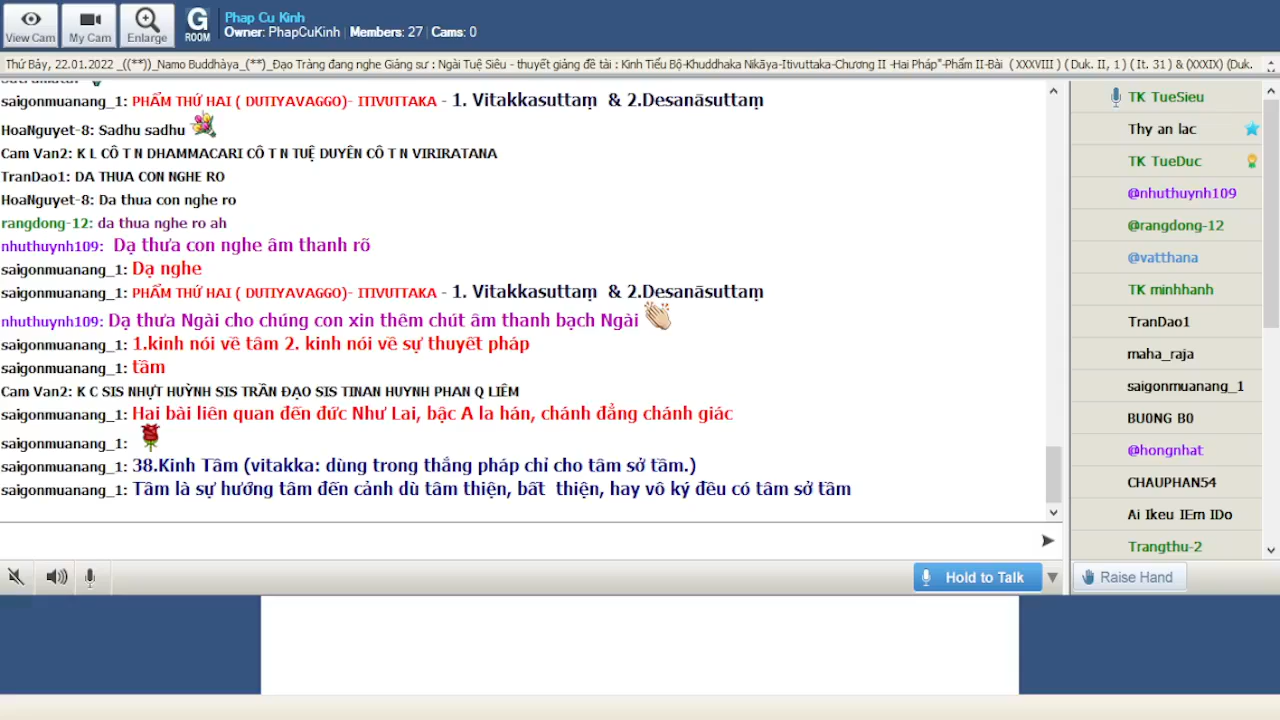 View Cam
My Cam
Enlarge
G
ROOM
Phap Cu Kinh
Owner: PhapCuKinh | Members: 27 | Cams: 0
Thứ Bảy, 22.01.2022 _((**))_Namo Buddhàya_(**)_Đạo Tràng đang nghe Giảng sư : Ngài Tuệ Siêu - thuyết giảng đề tài : Kinh Tiểu Bộ-Khuddhaka Nikāya-Itivuttaka-Chương II -Hai Pháp"-Phẩm II-Bài ( XXXVIII ) ( Duk. II, 1 ) ( It. 31 ) & (XXXIX) (Duk.
saigonmuanang_1: PHẨM THỨ HAI ( DUTIYAVAGGO)- ITIVUTTAKA - 1. Vitakkasuttaṃ & 2.Desanāsuttaṃ
HoaNguyet-8: Sadhu sadhu
Cam Van2: K L CÔ T N DHAMMACARI CÔ T N TUỆ DUYÊN CÔ T N VIRIRATANA
TranDao1: DA THUA CON NGHE RO
HoaNguyet-8: Da thua con nghe ro
rangdong-12: da thua nghe ro ah
nhuthuynh109: Dạ thưa con nghe âm thanh rõ
saigonmuanang_1: Dạ nghe
saigonmuanang_1: PHẨM THỨ HAI ( DUTIYAVAGGO)- ITIVUTTAKA - 1. Vitakkasuttaṃ & 2.Desanāsuttaṃ
nhuthuynh109: Dạ thưa Ngài cho chúng con xin thêm chút âm thanh bạch Ngài
saigonmuanang_1: 1.kinh nói về tâm 2. kinh nói về sự thuyết pháp
saigonmuanang_1: tầm
Cam Van2: K C SIS NHỰT HUỲNH SIS TRẦN ĐẠO SIS TINAN HUYNH PHAN Q LIÊM
saigonmuanang_1: Hai bài liên quan đến đức Như Lai, bậc A la hán, chánh đẳng chánh giác
saigonmuanang_1:
saigonmuanang_1: 38.Kinh Tầm (vitakka: dùng trong thắng pháp chỉ cho tâm sở tầm.)
saigonmuanang_1: Tầm là sự hướng tâm đến cảnh dù tâm thiện, bất thiện, hay vô ký đều có tâm sở tầm
Hold to Talk
TK TueSieu
Thy an lac
TK TueDuc
@nhuthuynh109
@rangdong-12
@vatthana
TK minhhanh
TranDao1
maha_raja
saigonmuanang_1
BU0NG B0
@hongnhat
CHAUPHAN54
Ai Ikeu IEm IDo
Trangthu-2
Raise Hand